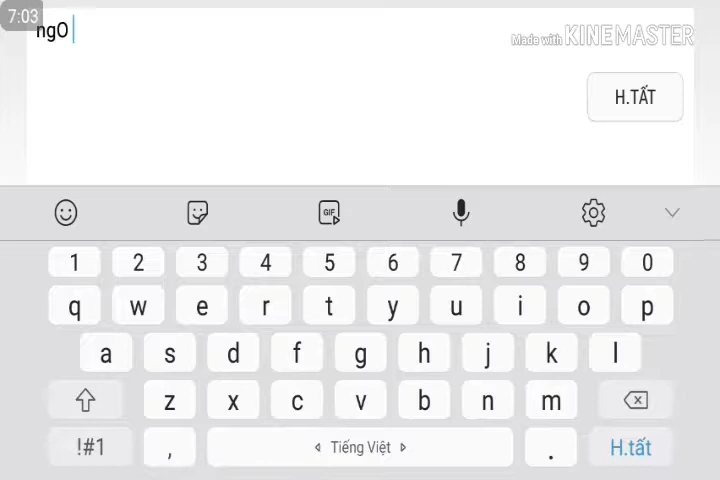 7:03
ngO
Made with KINEMASTER
H.TẤT
GIF
1 2 3 4 5 6 7 8 9 0
q w e r t y u i o p
a s d f g h j k l
z x c v b n m
!#1 , Tiếng Việt . H.tất